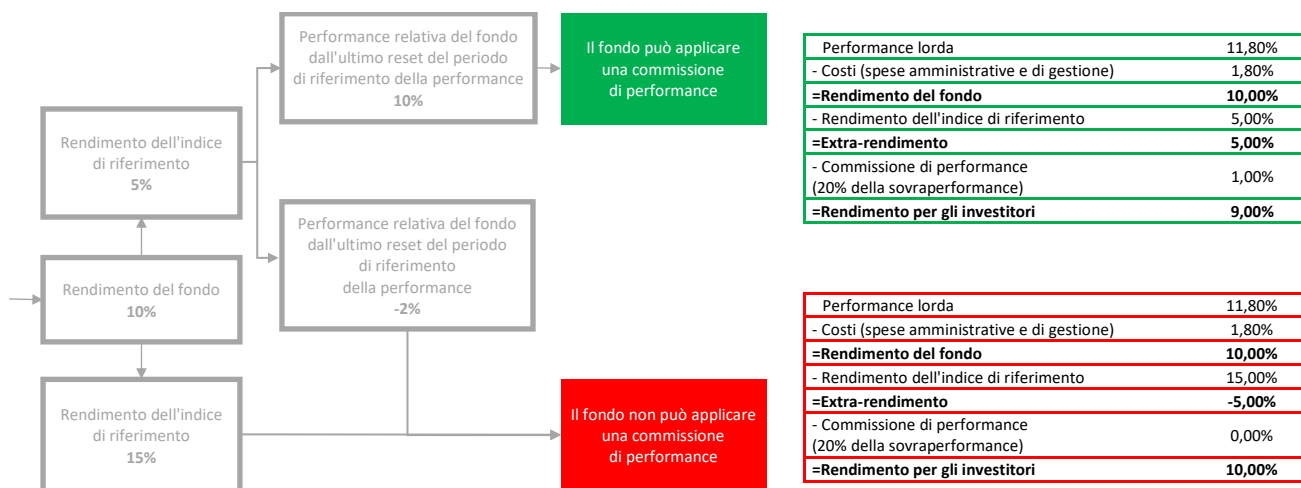 Performance relativa del fondo
dall'ultimo reset del periodo
di riferimento della performance
10%
Il fondo può applicare
una commissione
di performance
Rendimento dell'indice
di riferimento
5%
Performance relativa del fondo
dall'ultimo reset del periodo
di riferimento
della performance
-2%
Rendimento del fondo
10%
Rendimento dell'indice
di riferimento
15%
Il fondo non può applicare
una commissione
di performance
Performance lorda 11,80%
- Costi (spese amministrative e di gestione) 1,80%
=Rendimento del fondo 10,00%
- Rendimento dell'indice di riferimento 5,00%
=Extra-rendimento 5,00%
- Commissione di performance
(20% della sovraperformance) 1,00%
=Rendimento per gli investitori 9,00%
Performance lorda 11,80%
- Costi (spese amministrative e di gestione) 1,80%
=Rendimento del fondo 10,00%
- Rendimento dell'indice di riferimento 15,00%
=Extra-rendimento -5,00%
- Commissione di performance
(20% della sovraperformance) 0,00%
=Rendimento per gli investitori 10,00%